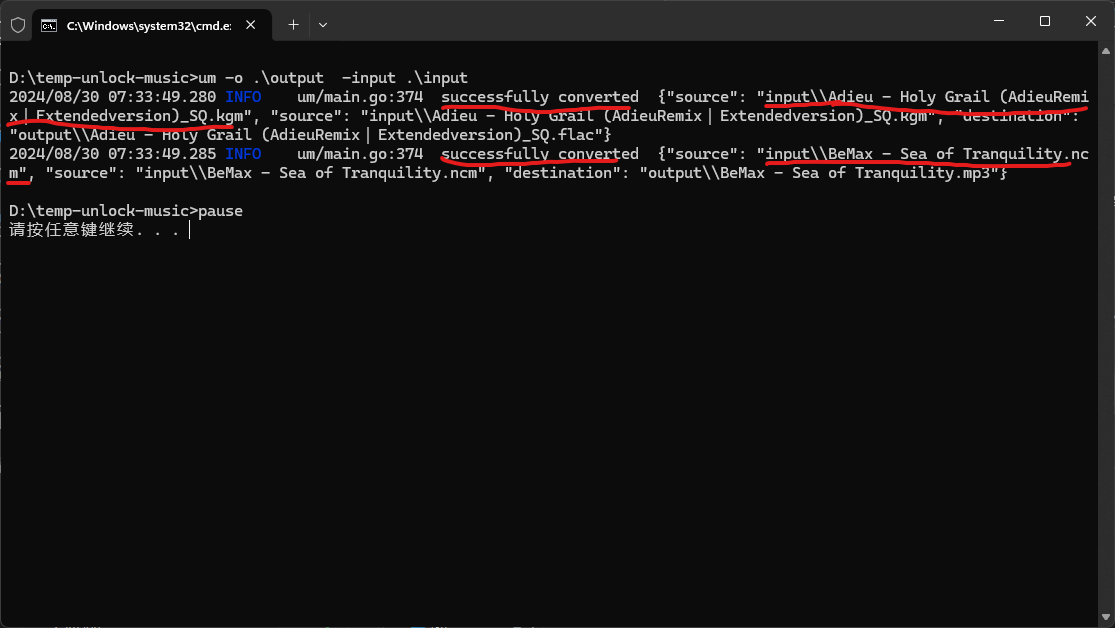 C:\Windows\system32\cmd.e:
D:\temp-unlock-music>um -o .\output  -input .\input
2024/08/30 07:33:49.280 INFO    um/main.go:374  successfully converted  {"source": "input\\Adieu - Holy Grail (AdieuRemi
x｜Extendedversion)_SQ.kgm", "source": "input\\Adieu - Holy Grail (AdieuRemix｜Extendedversion)_SQ.kgm", "destination":
"output\\Adieu - Holy Grail (AdieuRemix｜Extendedversion)_SQ.flac"}
2024/08/30 07:33:49.285 INFO    um/main.go:374  successfully converted  {"source": "input\\BeMax - Sea of Tranquility.nc
m", "source": "input\\BeMax - Sea of Tranquility.ncm", "destination": "output\\BeMax - Sea of Tranquility.mp3"}
D:\temp-unlock-music>pause
请按任意键继续. . .